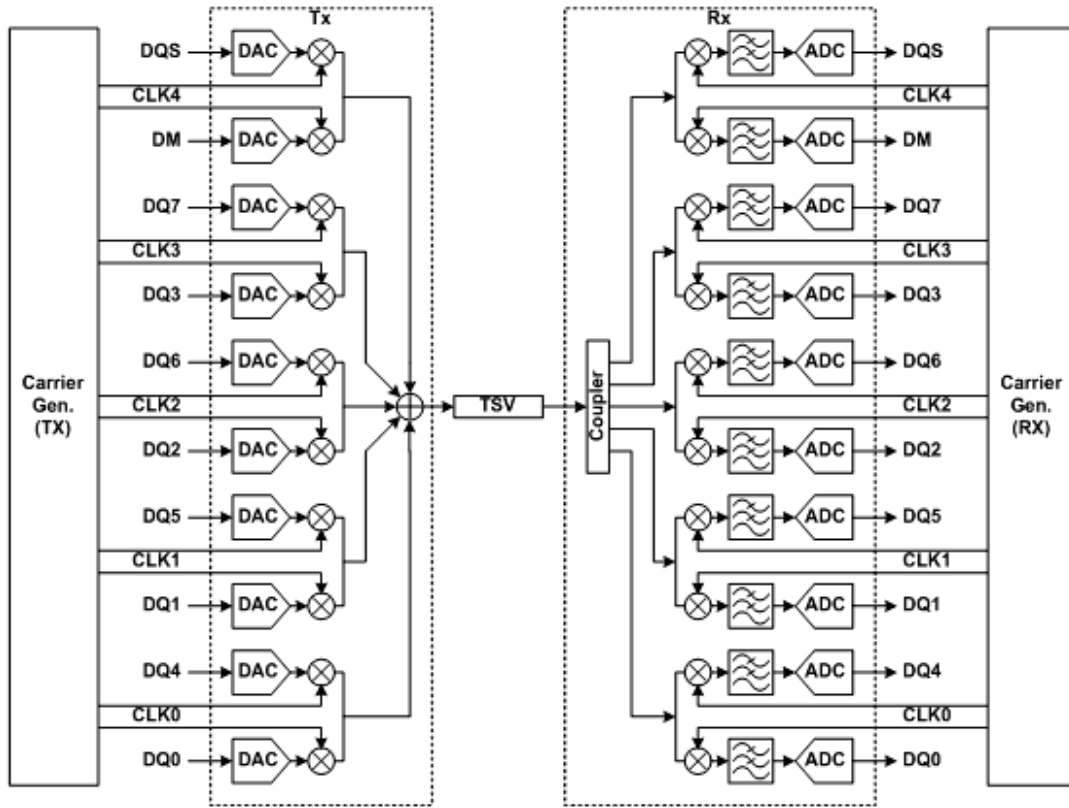 Tx
Rx
DQS DAC ADC DQS
CLK4 CLK4
DM DAC ADC DM
DQ7 DAC ADC DQ7
CLK3 CLK3
DQ3 DAC ADC DQ3
DQ6 DAC ADC DQ6
Carrier
Gen.
(TX)
CLK2
TSV
Coupler
CLK2
Carrier
Gen.
(RX)
DQ2 DAC ADC DQ2
DQ5 DAC ADC DQ5
CLK1 CLK1
DQ1 DAC ADC DQ1
DQ4 DAC ADC DQ4
CLK0 CLK0
DQ0 DAC ADC DQ0